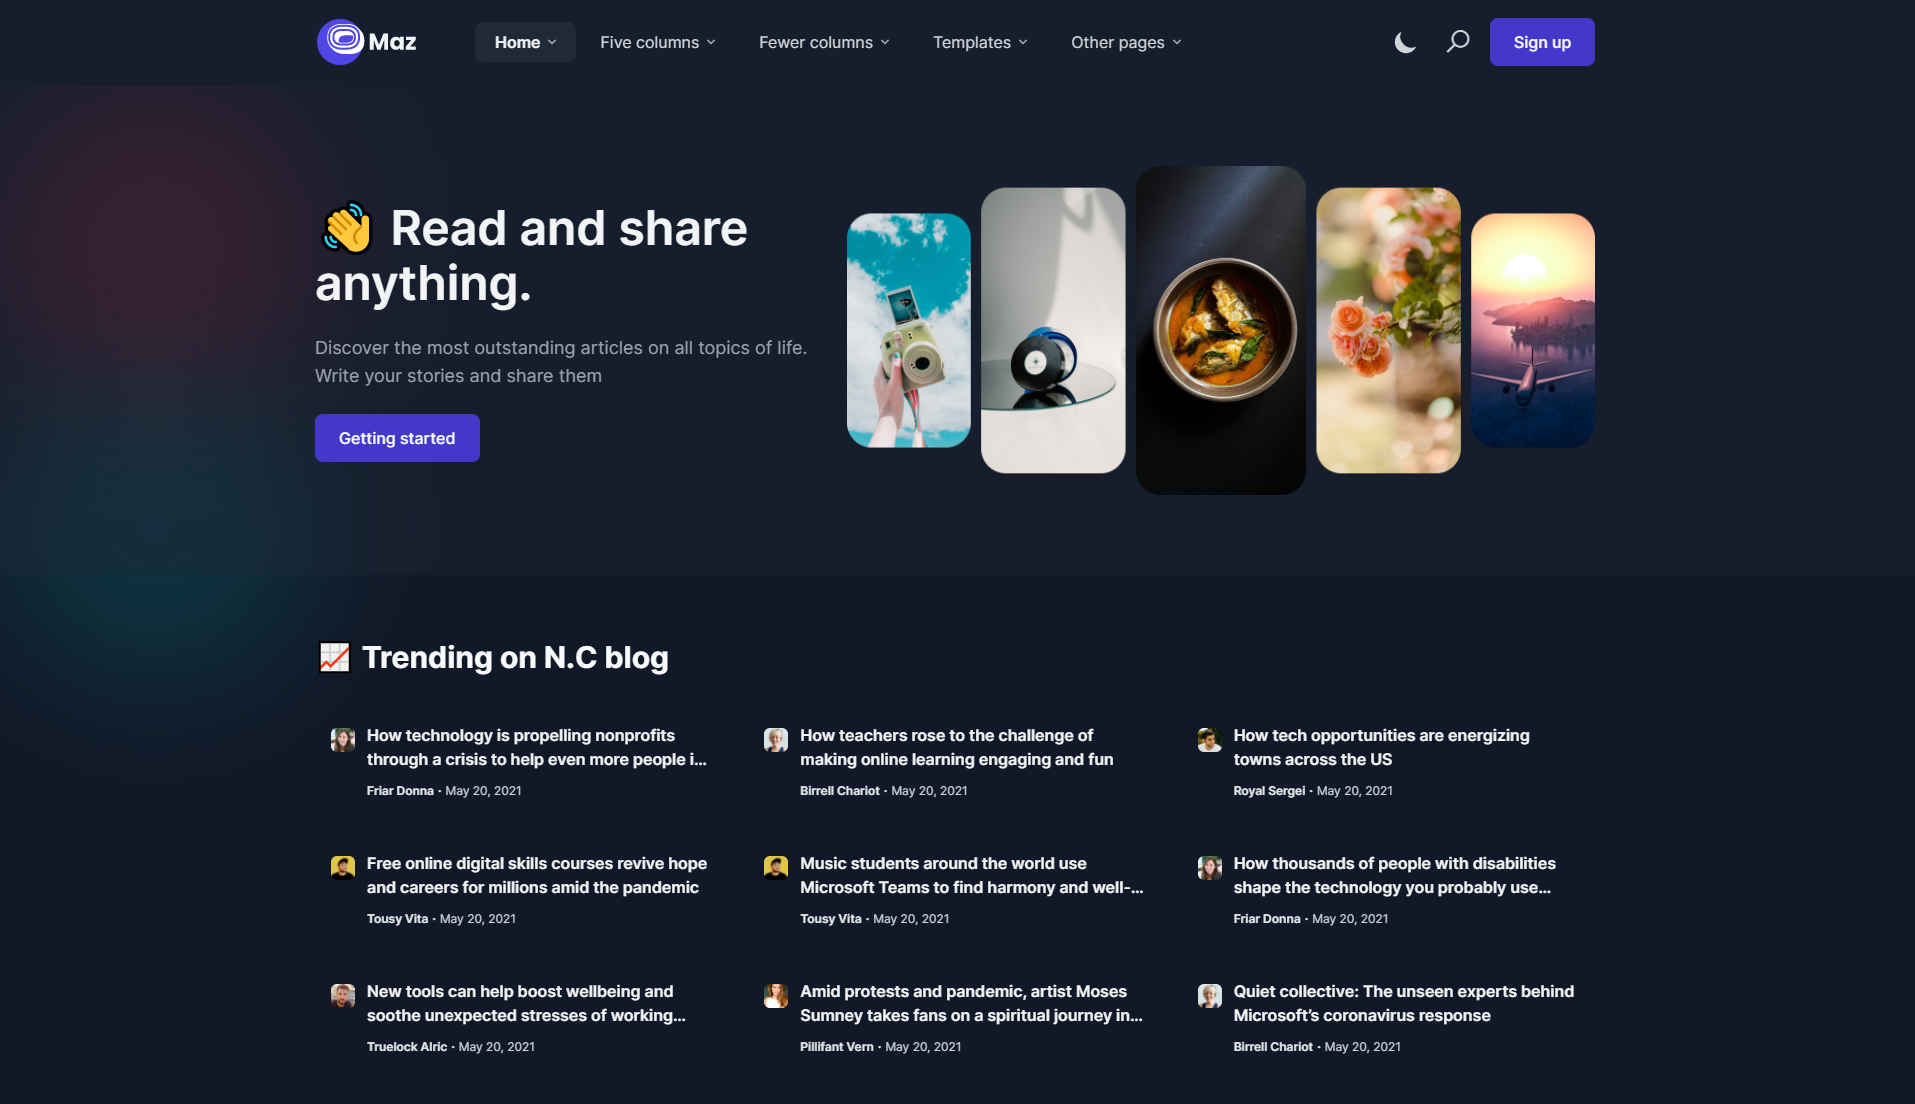 Maz
Home
Five columns
Fewer columns
Templates
Other pages
Sign up
👋 Read and share
anything.
Discover the most outstanding articles on all topics of life.
Write your stories and share them
Getting started
📈 Trending on N.C blog
How technology is propelling nonprofits
through a crisis to help even more people i...
Friar Donna · May 20, 2021
How teachers rose to the challenge of
making online learning engaging and fun
Birrell Chariot · May 20, 2021
How tech opportunities are energizing
towns across the US
Royal Sergei · May 20, 2021
Free online digital skills courses revive hope
and careers for millions amid the pandemic
Tousy Vita · May 20, 2021
Music students around the world use
Microsoft Teams to find harmony and well-...
Tousy Vita · May 20, 2021
How thousands of people with disabilities
shape the technology you probably use...
Friar Donna · May 20, 2021
New tools can help boost wellbeing and
soothe unexpected stresses of working...
Truelock Alric · May 20, 2021
Amid protests and pandemic, artist Moses
Sumney takes fans on a spiritual journey in...
Pillifant Vern · May 20, 2021
Quiet collective: The unseen experts behind
Microsoft’s coronavirus response
Birrell Chariot · May 20, 2021